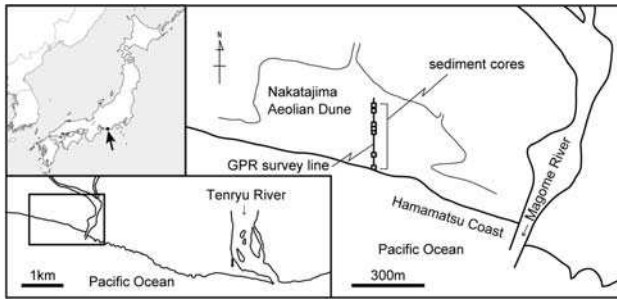 N
sediment cores
Nakatajima
Aeolian Dune
GPR survey line
Magome River
Tenryu River
Hamamatsu Coast
Pacific Ocean
1km
Pacific Ocean
300m